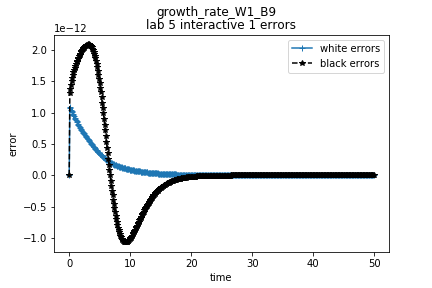 growth_rate_W1_B9
lab 5 interactive 1 errors
1e−12
white errors
black errors
2.0
1.5
1.0
0.5
0.0
−0.5
−1.0
error
0
10
20
30
40
50
time